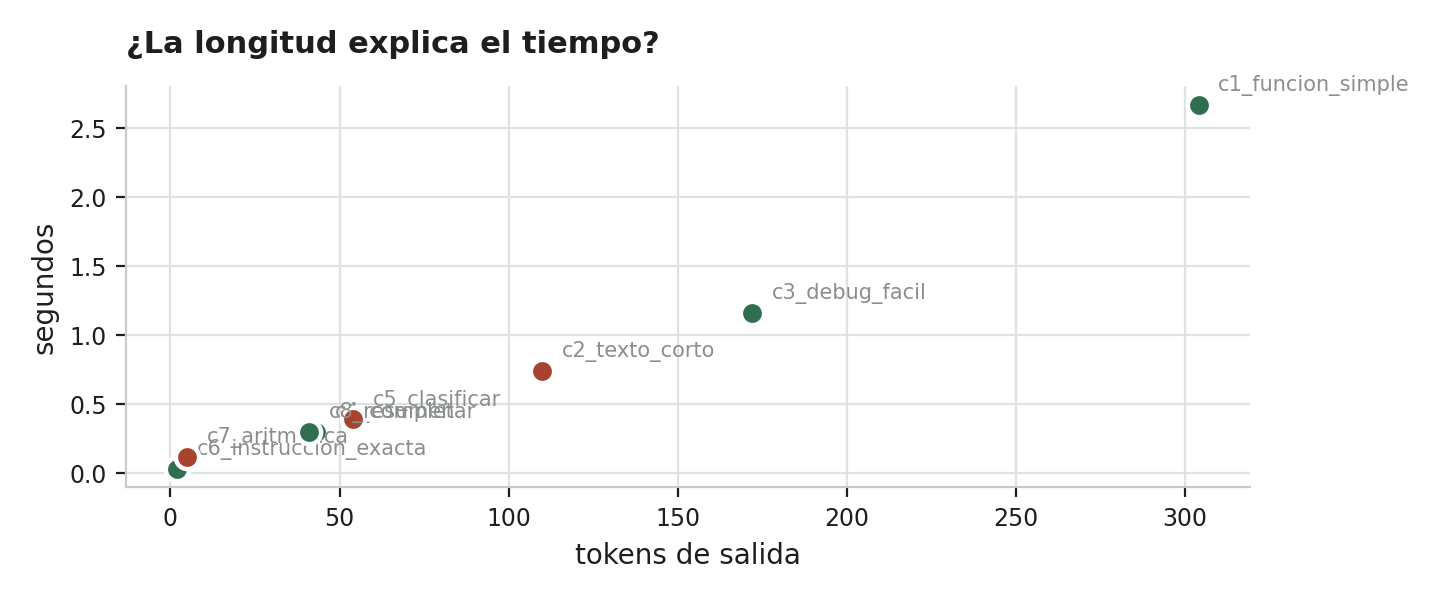 ¿La longitud explica el tiempo?
c1_funcion_simple
2.5
2.0
segundos
1.5
c3_debug_facil
1.0
c2_texto_corto
c5_clasificar
0.5
c6_instruccion_exacta
0.0
0 50 100 150 200 250 300
tokens de salida